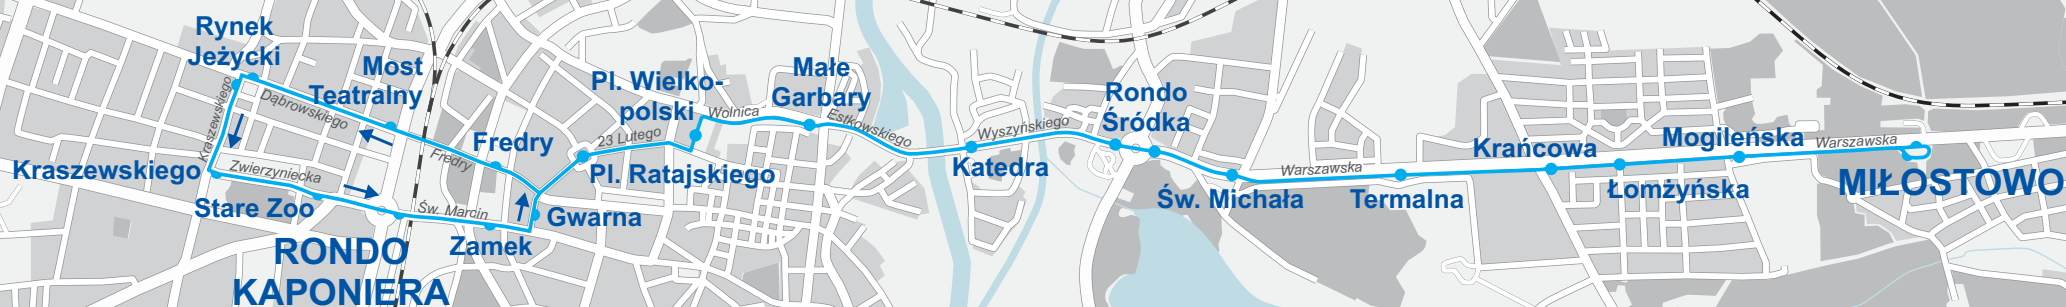 Rynek
Jeżycki
Most
Teatralny
Kraszewskiego
Dąbrowskiego
Kraszewskiego
Zwierzyniecka
Stare Zoo
RONDO
KAPONIERA
Św. Marcin
Zamek
Gwarna
Fredry
Fredry
23 Lutego
Pl. Ratajskiego
Pl. Wielko-
polski
Wolnica
Małe
Garbary
Estkowskiego
Katedra
Wyszyńskiego
Rondo
Śródka
Św. Michała
Warszawska
Termalna
Krańcowa
Łomżyńska
Mogileńska
Warszawska
MIŁOSTOWO